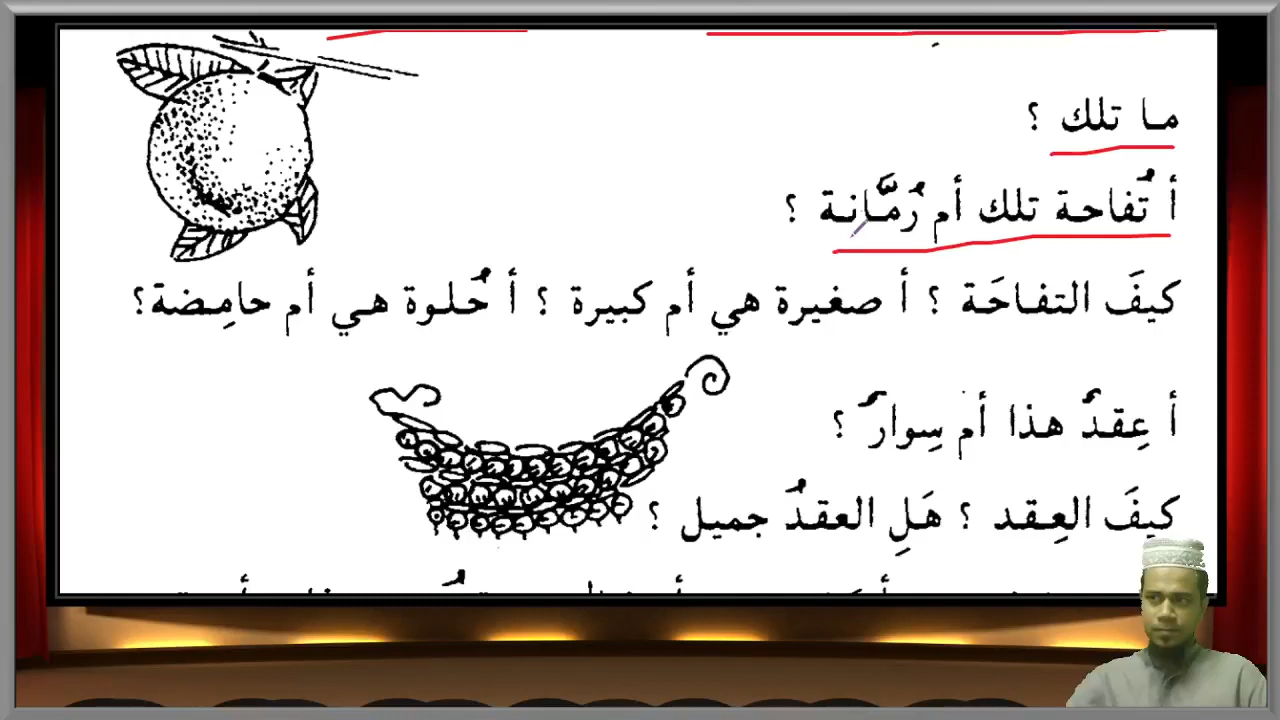 ما تلك ؟
أ تُفاحة تلك أم رُمَّانة ؟
كيفَ التفاحَة ؟ أ صغيرة هي أم كبيرة ؟ أ حُلوة هي أم حامِضة؟
أ عِقدٌ هذا أم سِوارٌ ؟
كيفَ العِقد ؟ هَلِ العقدُ جميل ؟